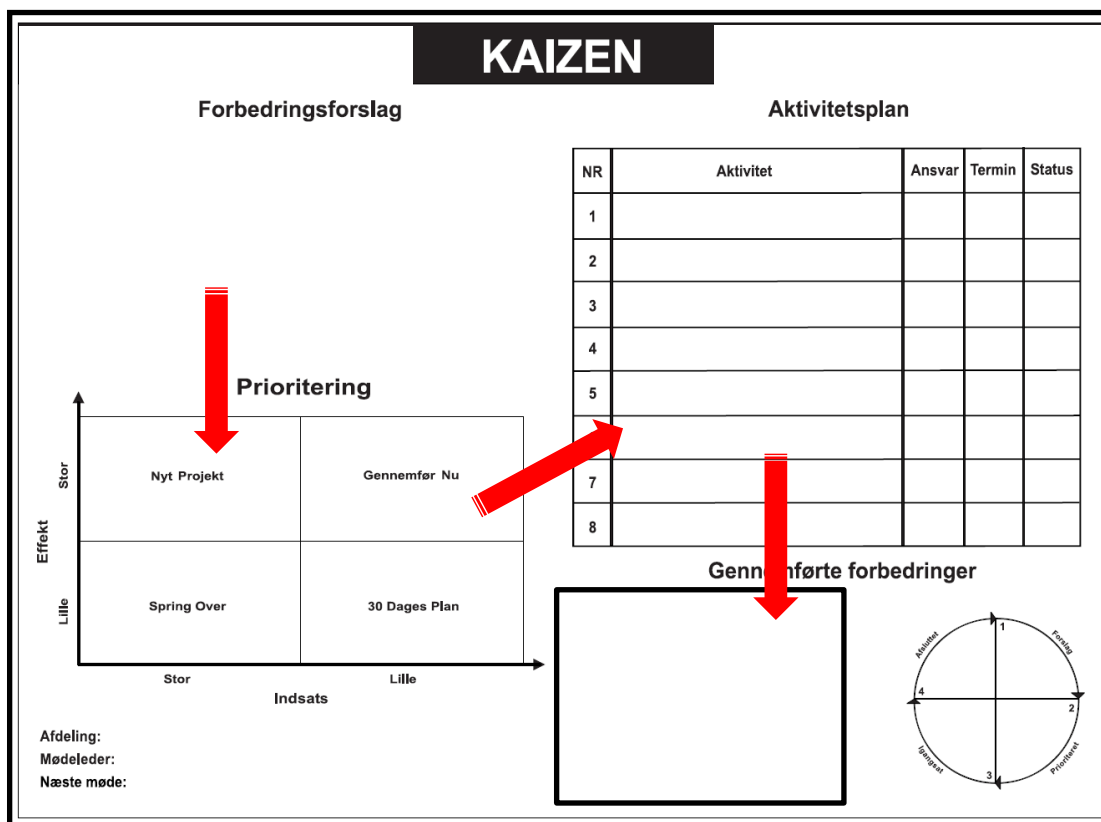 KAIZEN
Forbedringsforslag
Aktivitetsplan
NR Aktivitet Ansvar Termin Status
1
2
3
4
5
7
8
Prioritering
Effekt
Stor
Lille
Nyt Projekt
Gennemfør Nu
Spring Over
30 Dages Plan
Stor
Lille
Indsats
Gennemførte forbedringer
Afsluttet
1
Forslag
4
2
Igangsat
3
Prioriteret
Afdeling:
Mødeleder:
Næste møde: